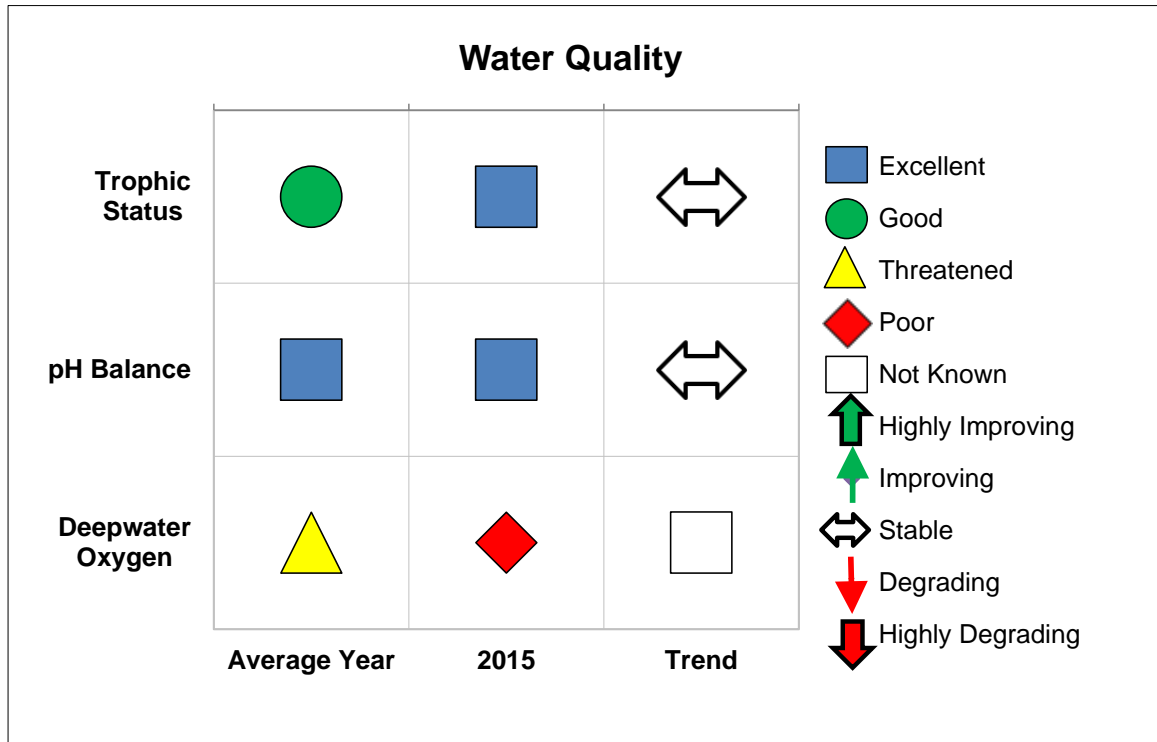 Water Quality
Trophic
Status
pH Balance
Deepwater
Oxygen
Average Year
2015
Trend
Excellent
Good
Threatened
Poor
Not Known
Highly Improving
Improving
Stable
Degrading
Highly Degrading